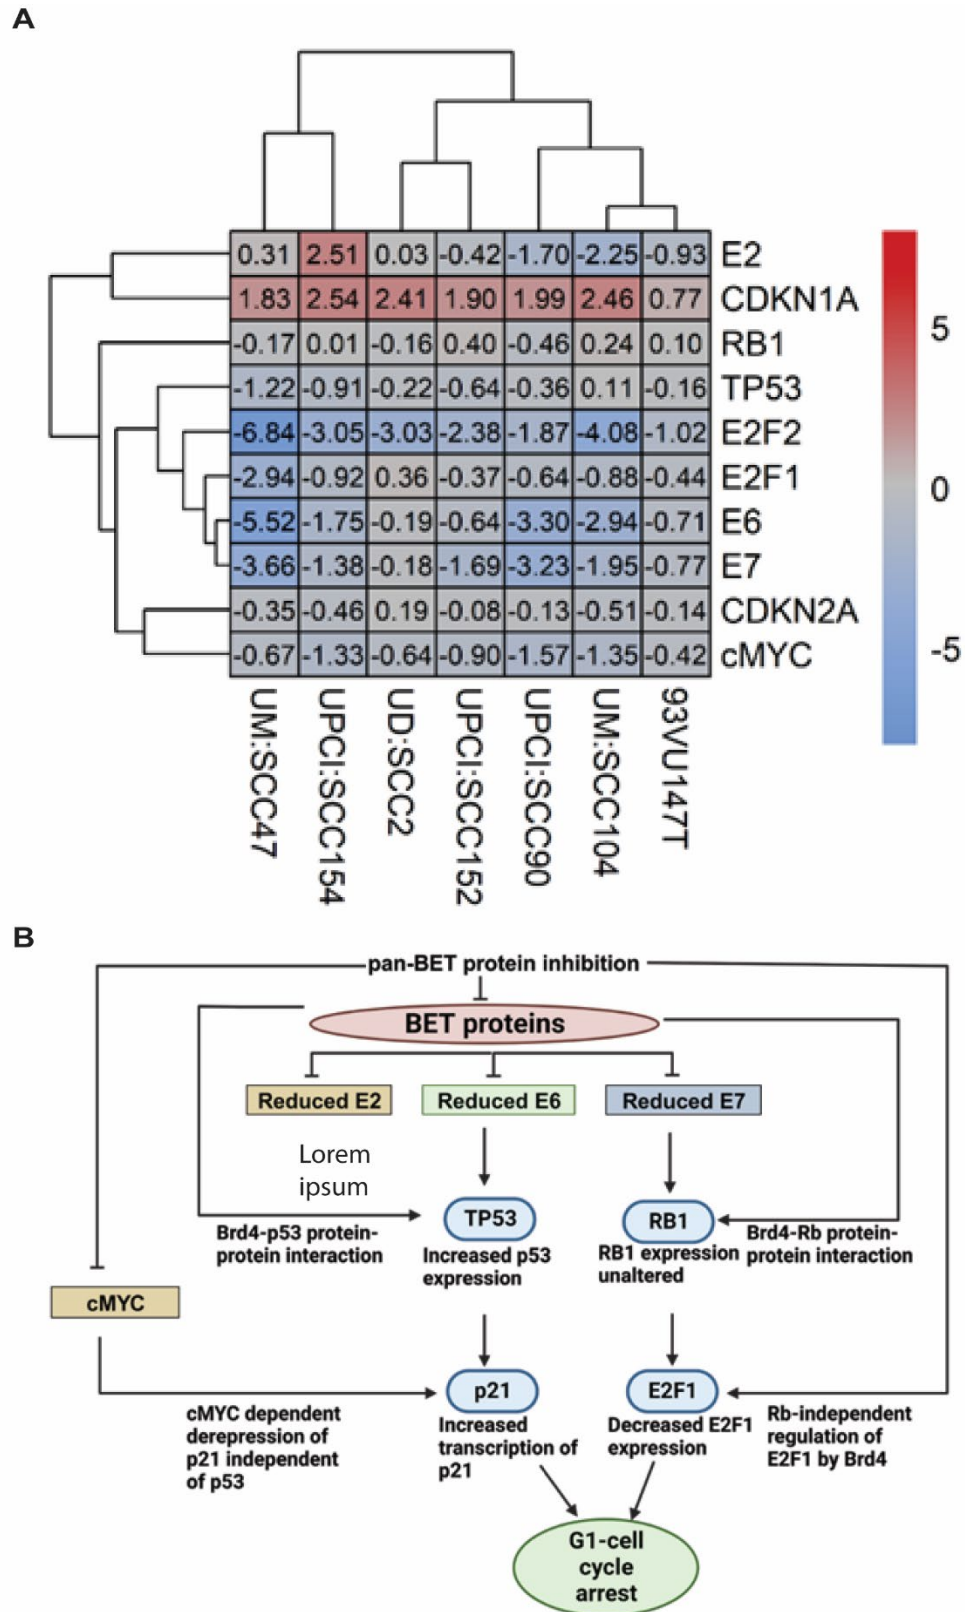 A
0.31 2.51 0.03 -0.42 -1.70 -2.25 -0.93 E2
1.83 2.54 2.41 1.90 1.99 2.46 0.77 CDKN1A
-0.17 0.01 -0.16 0.40 -0.46 0.24 0.10 RB1
-1.22 -0.91 -0.22 -0.64 -0.36 0.11 -0.16 TP53
-6.84 -3.05 -3.03 -2.38 -1.87 -4.08 -1.02 E2F2
-2.94 -0.92 0.36 -0.37 -0.64 -0.88 -0.44 E2F1
-5.52 -1.75 -0.19 -0.64 -3.30 -2.94 -0.71 E6
-3.66 -1.38 -0.18 -1.69 -3.23 -1.95 -0.77 E7
-0.35 -0.46 0.19 -0.08 -0.13 -0.51 -0.14 CDKN2A
-0.67 -1.33 -0.64 -0.90 -1.57 -1.35 -0.42 cMYC
5
0
-5
UM:SCC47
UPCI:SCC154
UD:SCC2
UPCI:SCC152
UPCI:SCC90
UM:SCC104
93VU147T
B
pan-BET protein inhibition
BET proteins
Reduced E2
Reduced E6
Reduced E7
Lorem
ipsum
TP53
RB1
Brd4-p53 protein-
protein interaction
Increased p53
expression
RB1 expression
unaltered
Brd4-Rb protein-
protein interaction
cMYC
p21
E2F1
cMYC dependent
derepression of
p21 independent
of p53
Increased
transcription of
p21
Decreased E2F1
expression
Rb-independent
regulation of
E2F1 by Brd4
G1-cell
cycle
arrest